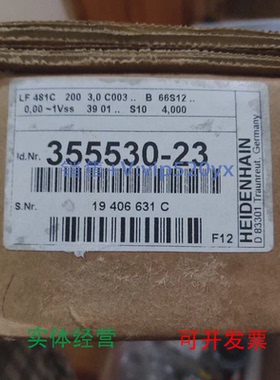 LF 481C 200 3,0 C003 .. B 66S12 ..
0,00 ~1Vss 39 01 .. S10 4,000
Id.Nr. 355530-23
S.Nr. 19 406 631 C
F12
HEIDENHAIN
D 83301 Traunreut, Germany
实体经营 可开发票